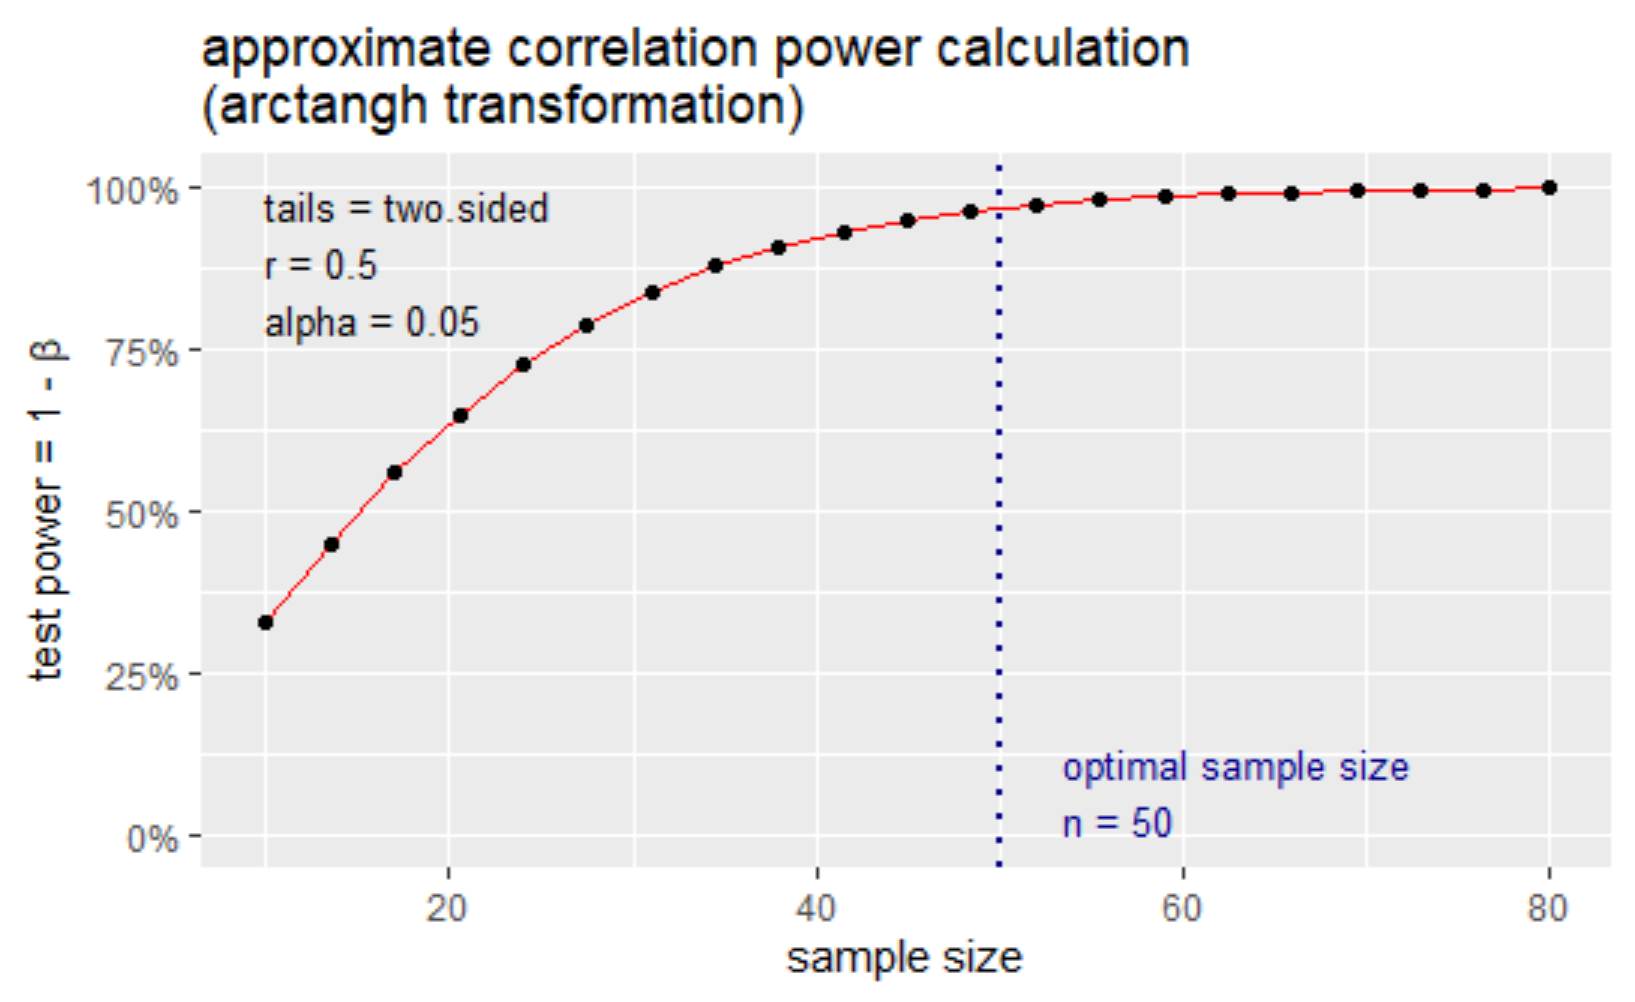 approximate correlation power calculation
(arctangh transformation)
100%
75%
50%
25%
0%
test power = 1 - β
tails = two.sided
r = 0.5
alpha = 0.05
optimal sample size
n = 50
20
40
60
80
sample size